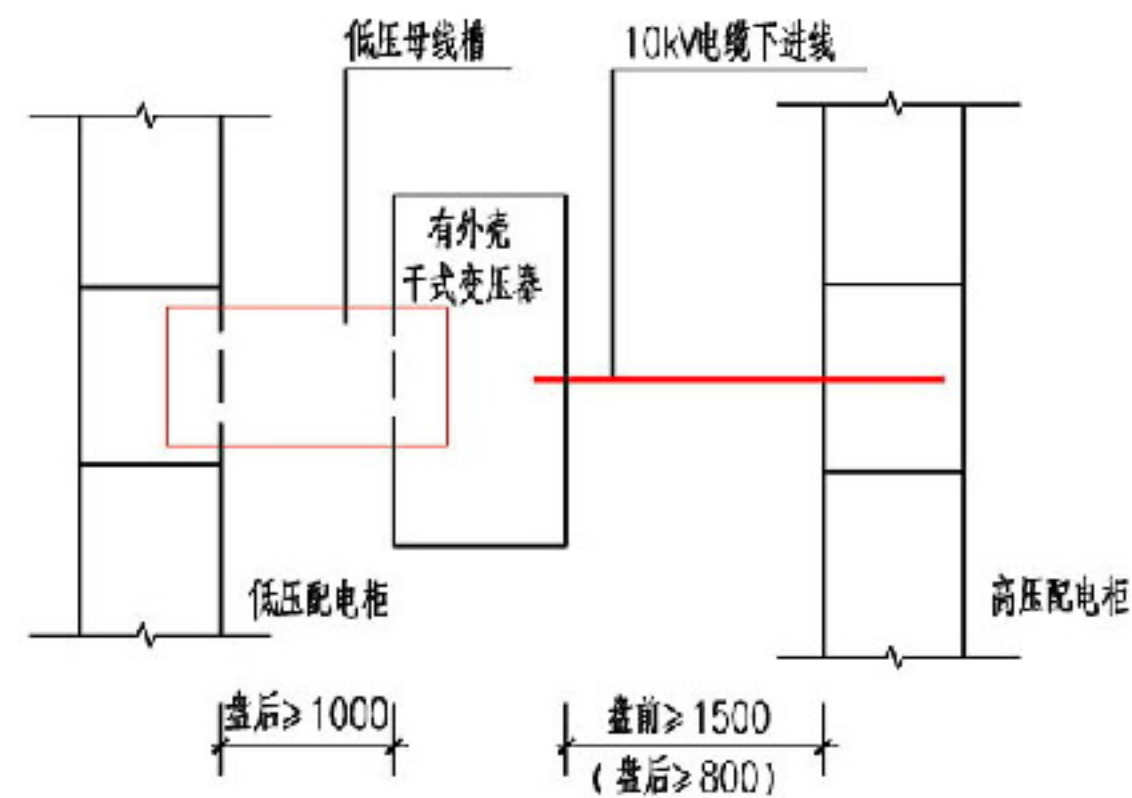 低压母线槽
10kV电缆下进线
有外壳
干式变压器
低压配电柜
高压配电柜
盘后≥1000
盘前≥1500
(盘后≥800)